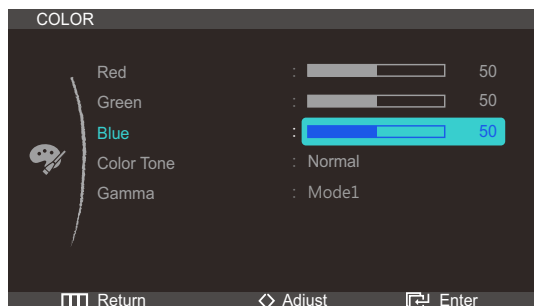 COLOR
Red : 50
Green : 50
Blue : 50
Color Tone : Normal
Gamma : Mode1
Return Adjust Enter